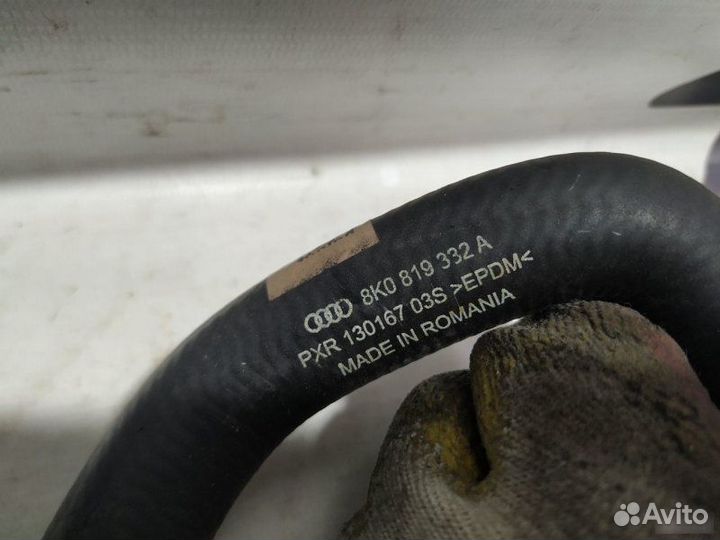 8K0 819 332 A
PXR 130167 03S >EPDM<
MADE IN ROMANIA
Avito